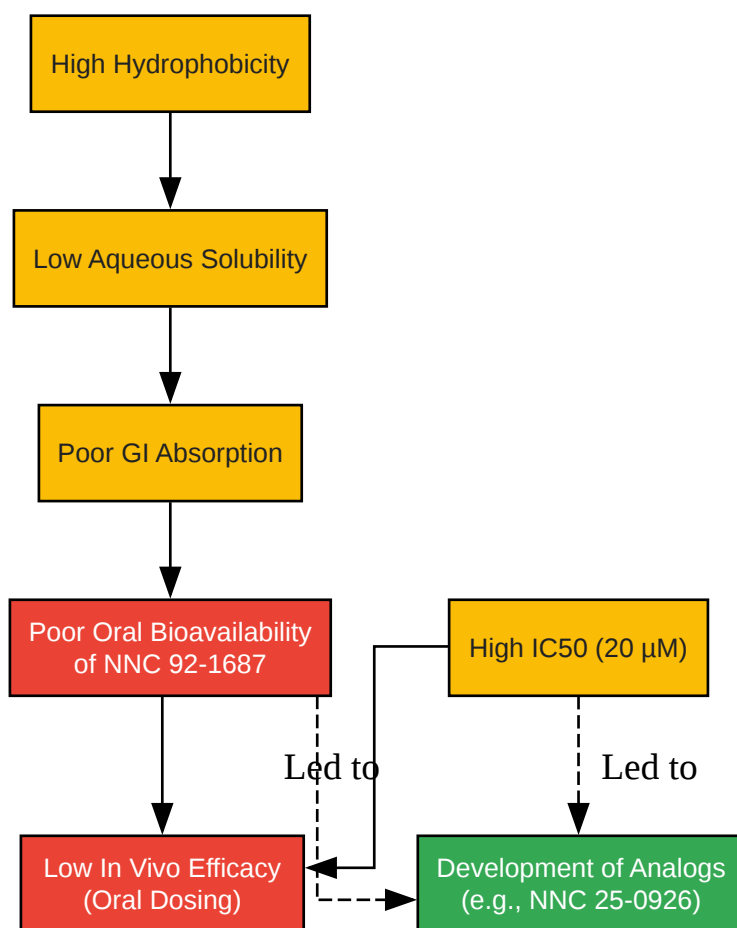 High Hydrophobicity
Low Aqueous Solubility
Poor GI Absorption
Poor Oral Bioavailability
of NNC 92-1687
High IC50 (20 µM)
Led to
Led to
Low In Vivo Efficacy
(Oral Dosing)
Development of Analogs
(e.g., NNC 25-0926)